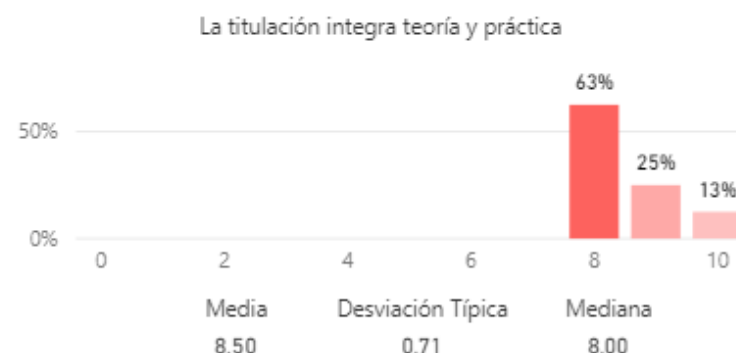 La titulación integra teoría y práctica
63%
50%
25%
13%
0%
0 2 4 6 8 10
Media Desviación Típica Mediana
8.50 0.71 8.00